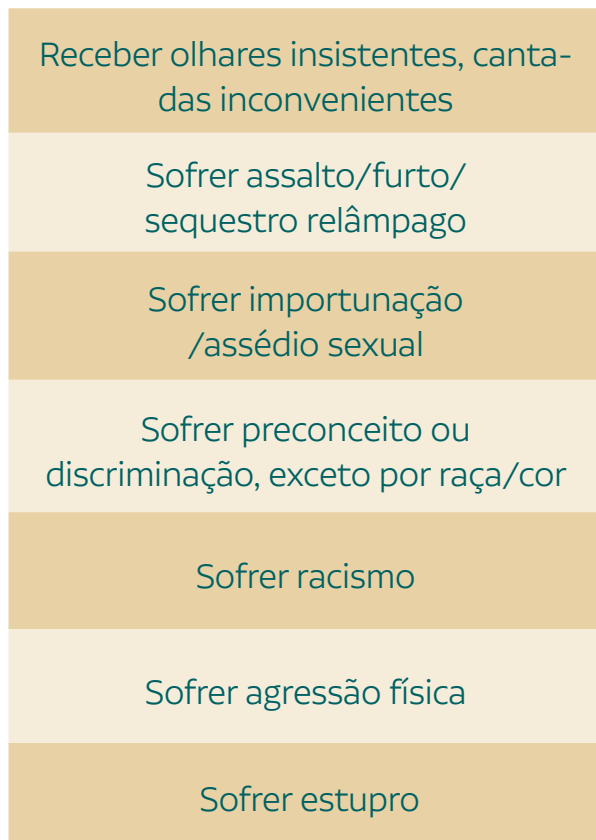 Receber olhares insistentes, canta-
das inconvenientes
Sofrer assalto/furto/
sequestro relâmpago
Sofrer importunação
/assédio sexual
Sofrer preconceito ou
discriminação, exceto por raça/cor
Sofrer racismo
Sofrer agressão física
Sofrer estupro